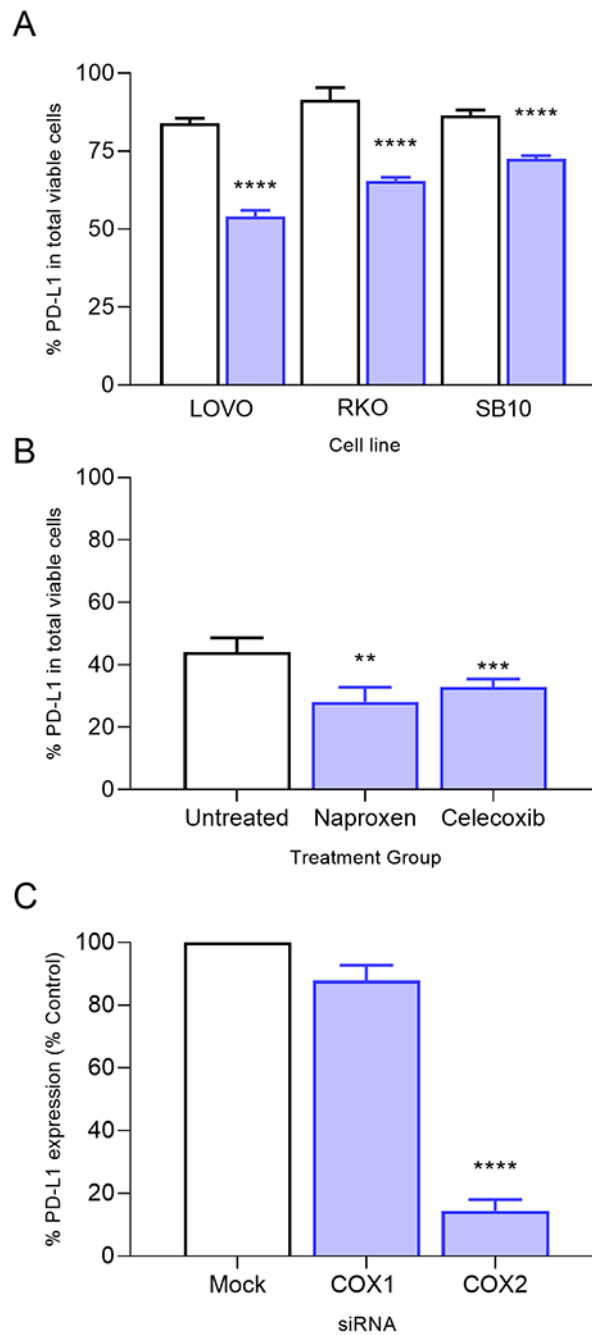 A
% PD-L1 in total viable cells
100
75
50
25
0
****
****
****
LOVO RKO SB10
Cell line
B
% PD-L1 in total viable cells
100
80
60
40
20
0
**
***
Untreated Naproxen Celecoxib
Treatment Group
C
% PD-L1 expression (% Control)
100
80
60
40
20
0
****
Mock COX1 COX2
siRNA